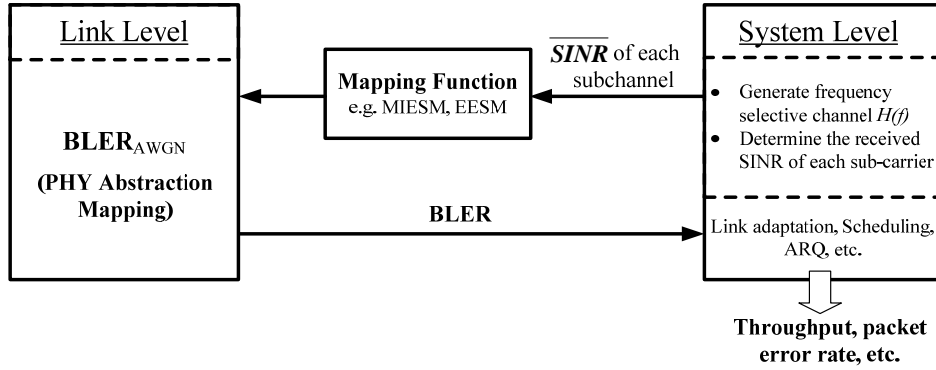 Link Level
BLER_AWGN
(PHY Abstraction
Mapping)
Mapping Function
e.g. MIESM, EESM
SINR of each
subchannel
BLER
System Level
• Generate frequency
selective channel H(f)
• Determine the received
SINR of each sub-carrier
Link adaptation, Scheduling,
ARQ, etc.
Throughput, packet
error rate, etc.